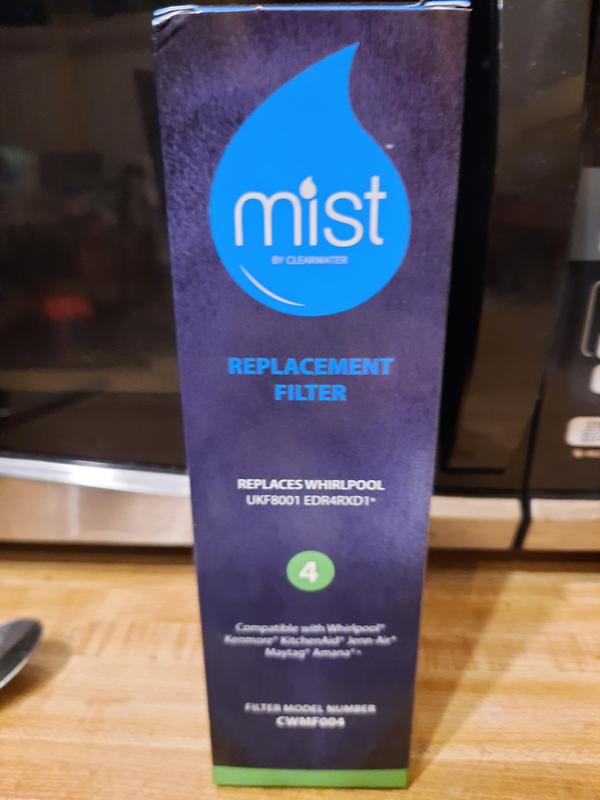 mist
BY CLEARWATER
REPLACEMENT
FILTER
REPLACES WHIRLPOOL
UKF8001 EDR4RXD1*
4
Compatible with Whirlpool®
Kenmore® KitchenAid® Jenn-Air®
Maytag® Amana®*
FILTER MODEL NUMBER
CWMF004